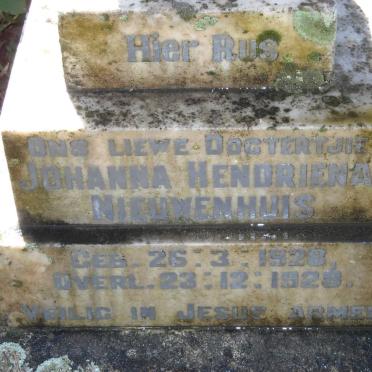 Hier Rus
Ons Liewe Dogtertjie
Johanna Hendriena
Nieuwenhuis
Geb. 26-3-1928,
Overl. 23-12-1928.
Veilig in Jesus Armen